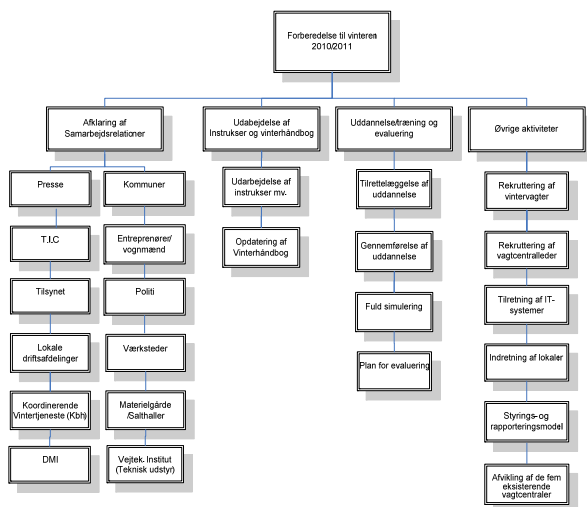 Forberedelse til vinteren
2010/2011
Afklaring af
Samarbejdsrelationer
Udabejdelse af
Instrukser og vinterhåndbog
Uddannelse/træning og
evaluering
Øvrige aktiviteter
Presse
T.I.C
Tilsynet
Lokale
driftsafdelinger
Koordinerende
Vintertjeneste (Kbh)
DMI
Kommuner
Entreprenører/
vognmænd
Politi
Værksteder
Materielgårde
/Salthaller
Vejtek. Institut
(Teknisk udstyr)
Udarbejdelse af
instrukser mv.
Opdatering af
Vinterhåndbog
Tilrettelæggelse af
uddannelse
Gennemførelse af
uddannelse
Fuld simulering
Plan for evaluering
Rekruttering af
vintervagter
Rekruttering af
vagtcentralleder
Tilretning af IT-
systemer
Indretning af lokaler
Styrings- og
rapporteringsmodel
Afvikling af de fem
eksisterende
vagtcentraler